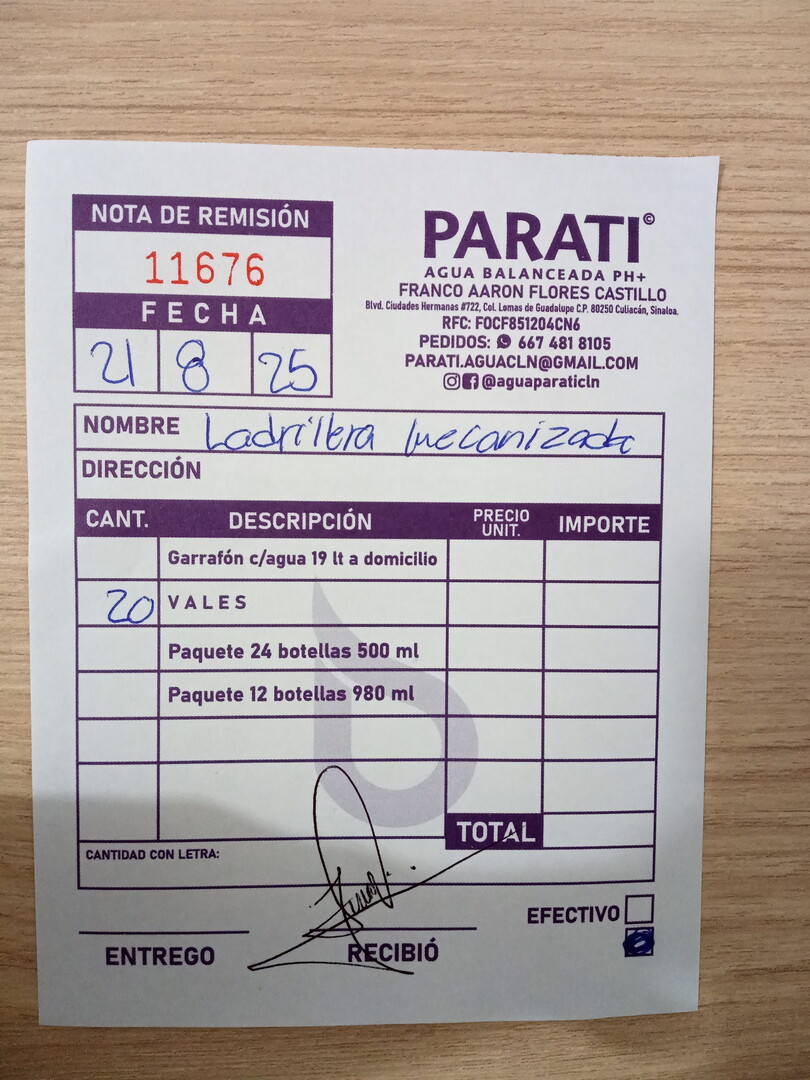 NOTA DE REMISIÓN
11676
FECHA
21 8 25
PARATI©
AGUA BALANCEADA PH+
FRANCO AARON FLORES CASTILLO
Blvd. Ciudades Hermanas #722, Col. Lomas de Guadalupe C.P. 80250 Culiacán, Sinaloa.
RFC: FOCF851204CN6
PEDIDOS: 667 481 8105
PARATI.AGUACLN@GMAIL.COM
@aguaparaticln
NOMBRE Ladrillera Mecanizada
DIRECCIÓN
CANT. DESCRIPCIÓN PRECIO UNIT. IMPORTE
Garrafón c/agua 19 lt a domicilio
20 VALES
Paquete 24 botellas 500 ml
Paquete 12 botellas 980 ml
TOTAL
CANTIDAD CON LETRA:
EFECTIVO
ENTREGO RECIBIÓ